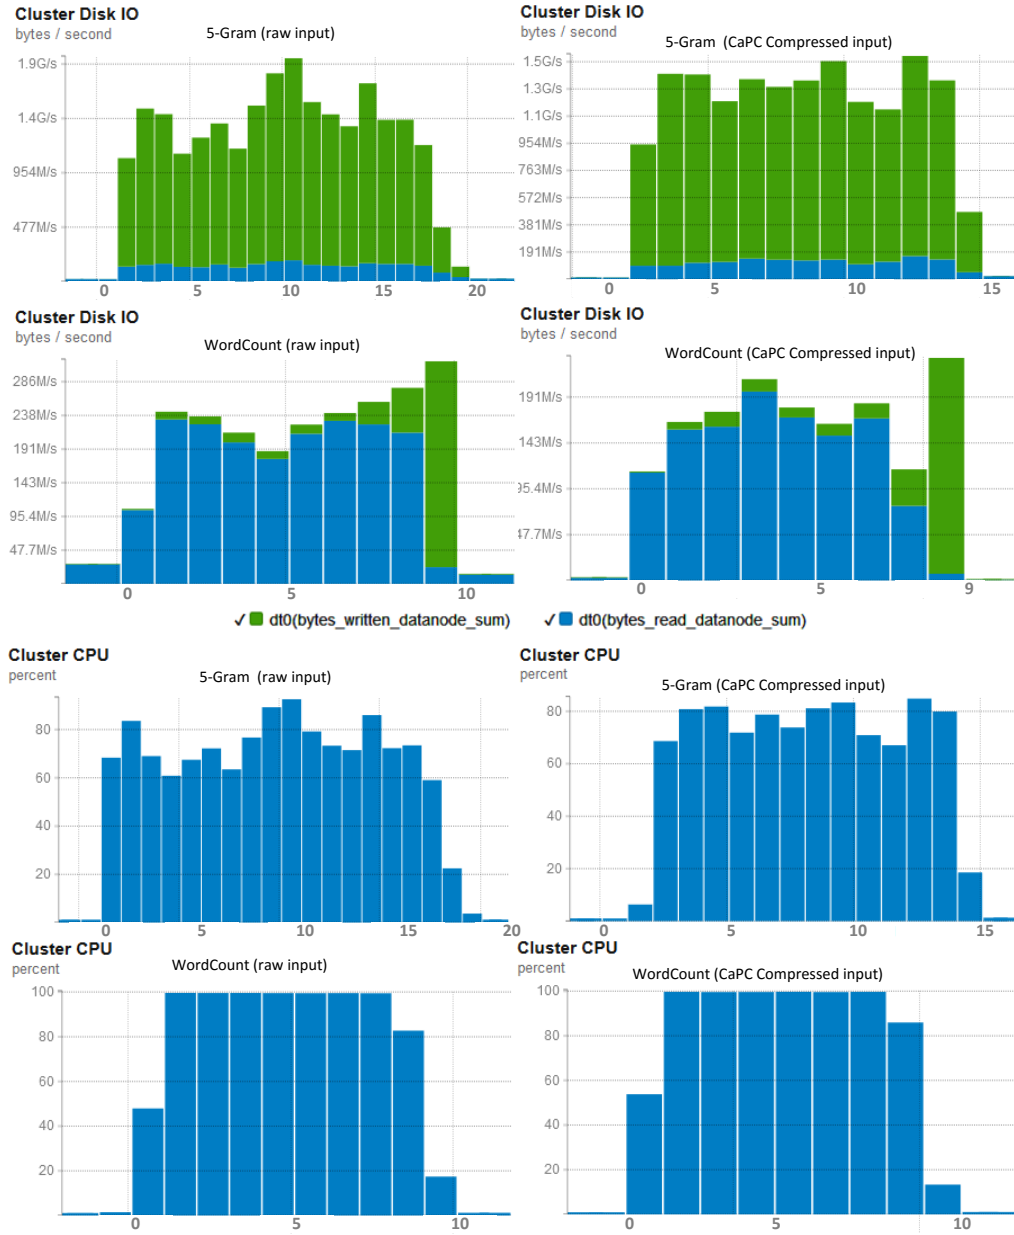 Cluster Disk IO
bytes / second
5-Gram (raw input)
1.9G/s
1.4G/s
954M/s
477M/s
0 5 10 15 20
Cluster Disk IO
bytes / second
5-Gram (CaPC Compressed input)
1.5G/s
1.3G/s
1.1G/s
954M/s
763M/s
572M/s
381M/s
191M/s
0 5 10 15
Cluster Disk IO
bytes / second
WordCount (raw input)
286M/s
238M/s
191M/s
143M/s
95.4M/s
47.7M/s
0 5 10
Cluster Disk IO
bytes / second
WordCount (CaPC Compressed input)
191M/s
143M/s
95.4M/s
47.7M/s
0 5 9
✓ dt0(bytes_written_datanode_sum) ✓ dt0(bytes_read_datanode_sum)
Cluster CPU
percent
5-Gram (raw input)
80
60
40
20
0 5 10 15 20
Cluster CPU
percent
5-Gram (CaPC Compressed input)
80
60
40
20
0 5 10 15
Cluster CPU
percent
WordCount (raw input)
100
80
60
40
20
0 5 10
Cluster CPU
percent
WordCount (CaPC Compressed input)
100
80
60
40
20
0 5 10